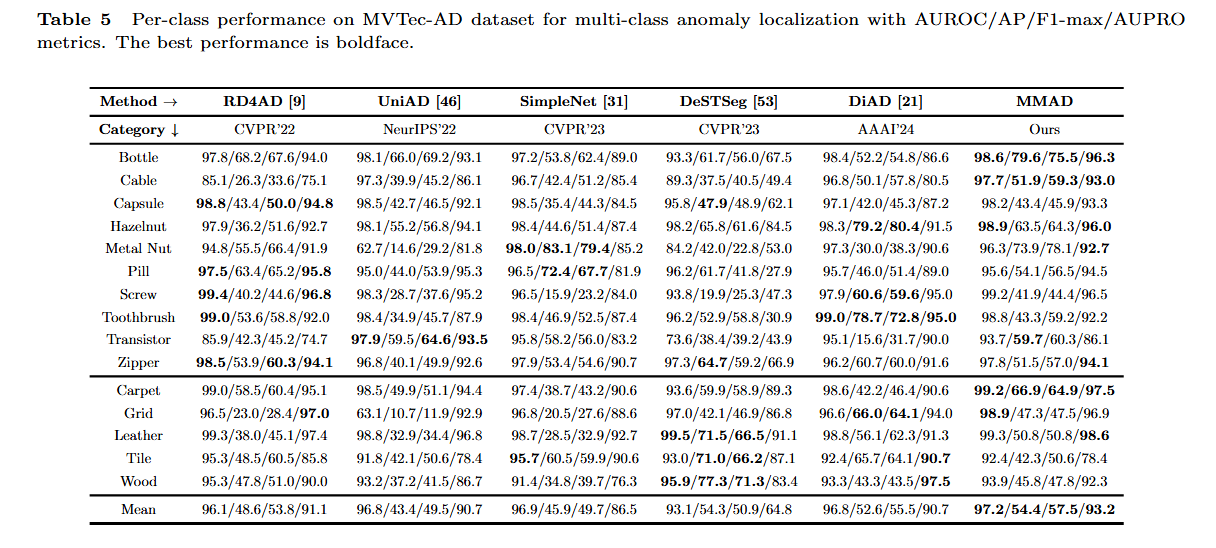 Table 5 Per-class performance on MVTec-AD dataset for multi-class anomaly localization with AUROC/AP/F1-max/AUPRO
metrics. The best performance is boldface.
Method → RD4AD [9] UniAD [46] SimpleNet [31] DeSTSeg [53] DiAD [21] MMAD
Category ↓ CVPR'22 NeurIPS'22 CVPR'23 CVPR'23 AAAI'24 Ours
Bottle 97.8/68.2/67.6/94.0 98.1/66.0/69.2/93.1 97.2/53.8/62.4/89.0 93.3/61.7/56.0/67.5 98.4/52.2/54.8/86.6 98.6/79.6/75.5/96.3
Cable 85.1/26.3/33.6/75.1 97.3/39.9/45.2/86.1 96.7/42.4/51.2/85.4 89.3/37.5/40.5/49.4 96.8/50.1/57.8/80.5 97.7/51.9/59.3/93.0
Capsule 98.8/43.4/50.0/94.8 98.5/42.7/46.5/92.1 98.5/35.4/44.3/84.5 95.8/47.9/48.9/62.1 97.1/42.0/45.3/87.2 98.2/43.4/45.9/93.3
Hazelnut 97.9/36.2/51.6/92.7 98.1/55.2/56.8/94.1 98.4/44.6/51.4/87.4 98.2/65.8/61.6/84.5 98.3/79.2/80.4/91.5 98.9/63.5/64.3/96.0
Metal Nut 94.8/55.5/66.4/91.9 62.7/14.6/29.2/81.8 98.0/83.1/79.4/85.2 84.2/42.0/22.8/53.0 97.3/30.0/38.3/90.6 96.3/73.9/78.1/92.7
Pill 97.5/63.4/65.2/95.8 95.0/44.0/53.9/95.3 96.5/72.4/67.7/81.9 96.2/61.7/41.8/27.9 95.7/46.0/51.4/89.0 95.6/54.1/56.5/94.5
Screw 99.4/40.2/44.6/96.8 98.3/28.7/37.6/95.2 96.5/15.9/23.2/84.0 93.8/19.9/25.3/47.3 97.9/60.6/59.6/95.0 99.2/41.9/44.4/96.5
Toothbrush 99.0/53.6/58.8/92.0 98.4/34.9/45.7/87.9 98.4/46.9/52.5/87.4 96.2/52.9/58.8/30.9 99.0/78.7/72.8/95.0 98.8/43.3/59.2/92.2
Transistor 85.9/42.3/45.2/74.7 97.9/59.5/64.6/93.5 95.8/58.2/56.0/83.2 73.6/38.4/39.2/43.9 95.1/15.6/31.7/90.0 93.7/59.7/60.3/86.1
Zipper 98.5/53.9/60.3/94.1 96.8/40.1/49.9/92.6 97.9/53.4/54.6/90.7 97.3/64.7/59.2/66.9 96.2/60.7/60.0/91.6 97.8/51.5/57.0/94.1
Carpet 99.0/58.5/60.4/95.1 98.5/49.9/51.1/94.4 97.4/38.7/43.2/90.6 93.6/59.9/58.9/89.3 98.6/42.2/46.4/90.6 99.2/66.9/64.9/97.5
Grid 96.5/23.0/28.4/97.0 63.1/10.7/11.9/92.9 96.8/20.5/27.6/88.6 97.0/42.1/46.9/86.8 96.6/66.0/64.1/94.0 98.9/47.3/47.5/96.9
Leather 99.3/38.0/45.1/97.4 98.8/32.9/34.4/96.8 98.7/28.5/32.9/92.7 99.5/71.5/66.5/91.1 98.8/56.1/62.3/91.3 99.3/50.8/50.8/98.6
Tile 95.3/48.5/60.5/85.8 91.8/42.1/50.6/78.4 95.7/60.5/59.9/90.6 93.0/71.0/66.2/87.1 92.4/65.7/64.1/90.7 92.4/42.3/50.6/78.4
Wood 95.3/47.8/51.0/90.0 93.2/37.2/41.5/86.7 91.4/34.8/39.7/76.3 95.9/77.3/71.3/83.4 93.3/43.3/43.5/97.5 93.9/45.8/47.8/92.3
Mean 96.1/48.6/53.8/91.1 96.8/43.4/49.5/90.7 96.9/45.9/49.7/86.5 93.1/54.3/50.9/64.8 96.8/52.6/55.5/90.7 97.2/54.4/57.5/93.2